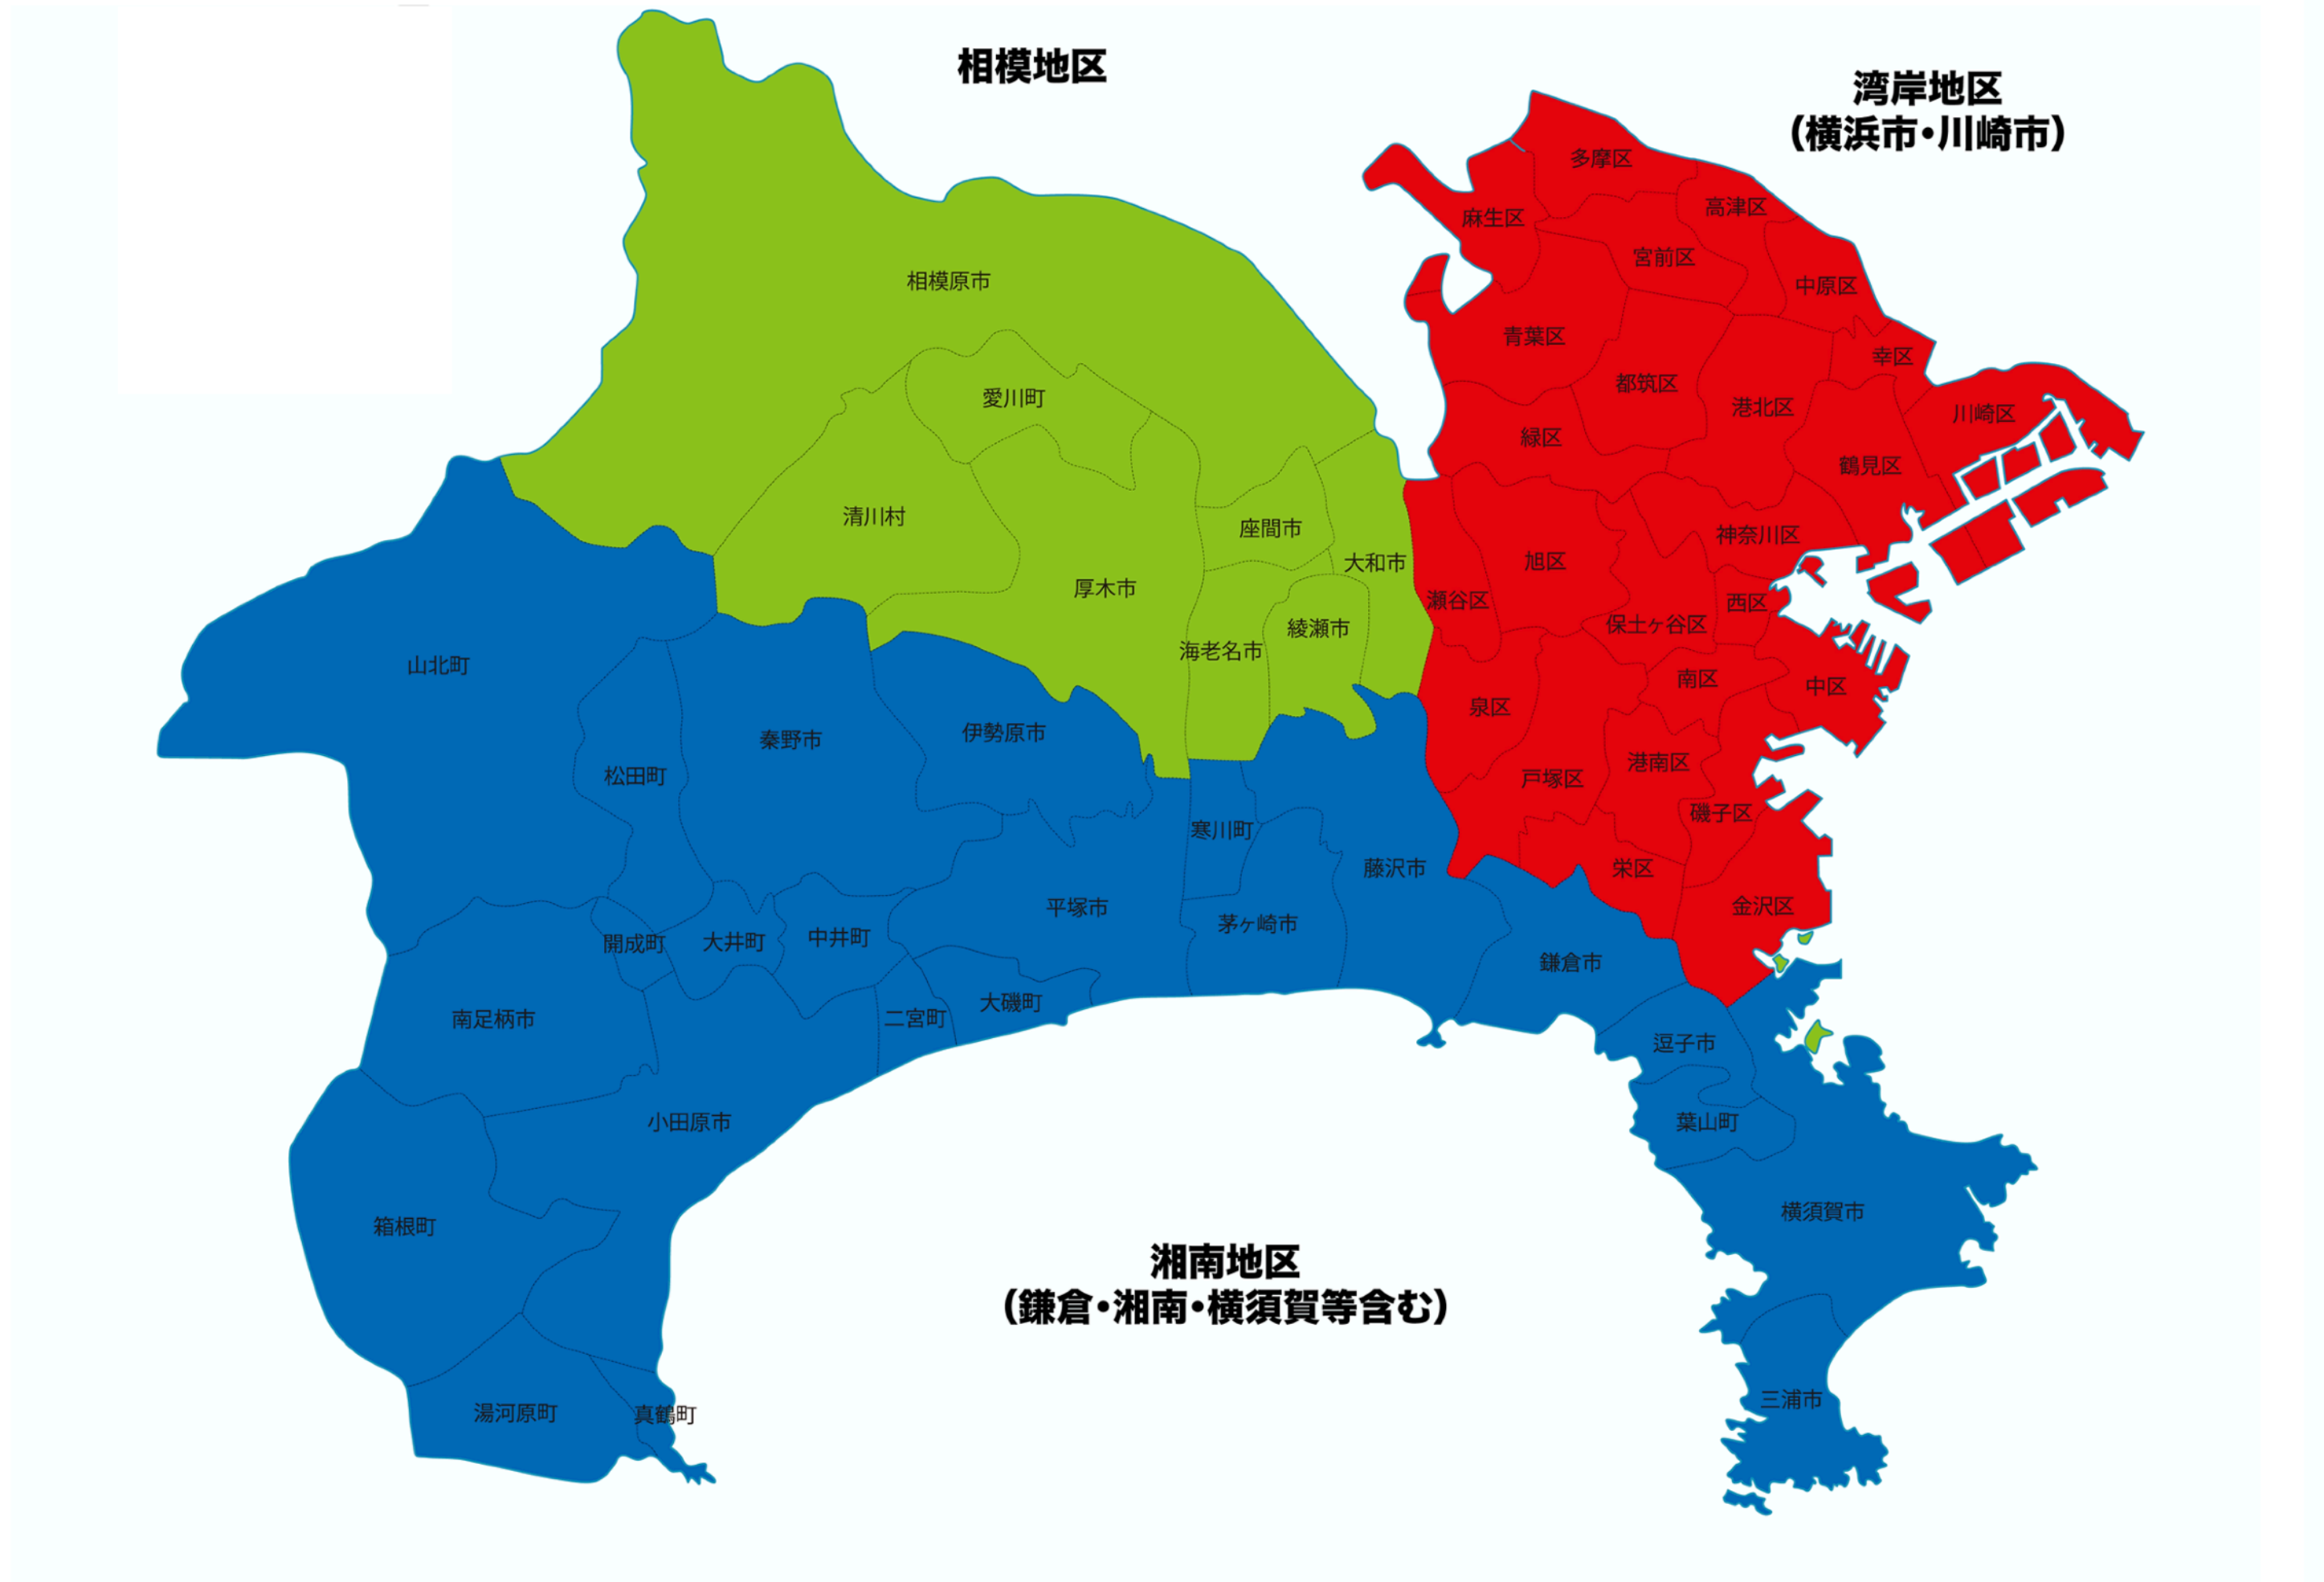 相模地区
湾岸地区
(横浜市・川崎市)
多摩区
高津区
麻生区
宮前区
相模原市
中原区
青葉区
幸区
都筑区
愛川町
港北区
川崎区
緑区
鶴見区
清川村
座間市
神奈川区
大和市
旭区
厚木市
瀬谷区
西区
保土ヶ谷区
綾瀬市
海老名市
山北町
南区
中区
泉区
伊勢原市
秦野市
港南区
松田町
戸塚区
磯子区
寒川町
藤沢市
栄区
平塚市
金沢区
茅ヶ崎市
中井町
大井町
開成町
鎌倉市
大磯町
二宮町
南足柄市
逗子市
小田原市
葉山町
横須賀市
箱根町
湘南地区
(鎌倉・湘南・横須賀等含む)
三浦市
湯河原町
真鶴町